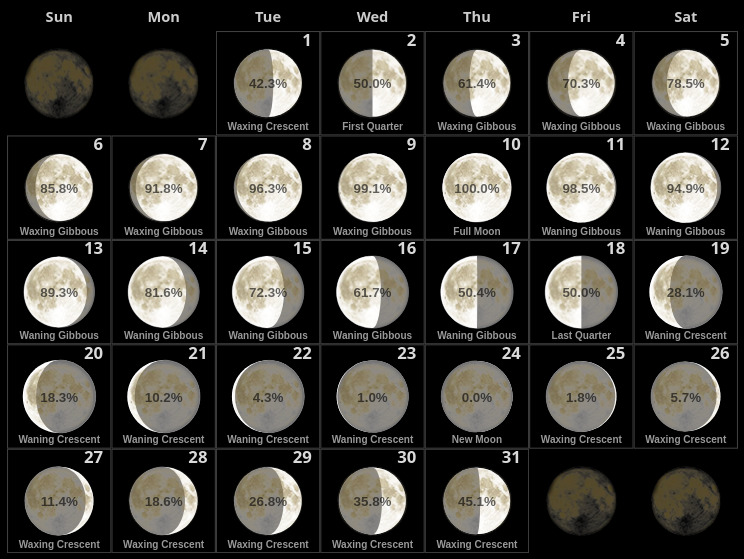 Sun Mon Tue Wed Thu Fri Sat
1 2 3 4 5
42.3% 50.0% 61.4% 70.3% 78.5%
Waxing Crescent First Quarter Waxing Gibbous Waxing Gibbous Waxing Gibbous
6 7 8 9 10 11 12
85.8% 91.8% 96.3% 99.1% 100.0% 98.5% 94.9%
Waxing Gibbous Waxing Gibbous Waxing Gibbous Waxing Gibbous Full Moon Waning Gibbous Waning Gibbous
13 14 15 16 17 18 19
89.3% 81.6% 72.3% 61.7% 50.4% 50.0% 28.1%
Waning Gibbous Waning Gibbous Waning Gibbous Waning Gibbous Waning Gibbous Last Quarter Waning Crescent
20 21 22 23 24 25 26
18.3% 10.2% 4.3% 1.0% 0.0% 1.8% 5.7%
Waning Crescent Waning Crescent Waning Crescent Waning Crescent New Moon Waxing Crescent Waxing Crescent
27 28 29 30 31
11.4% 18.6% 26.8% 35.8% 45.1%
Waxing Crescent Waxing Crescent Waxing Crescent Waxing Crescent Waxing Crescent